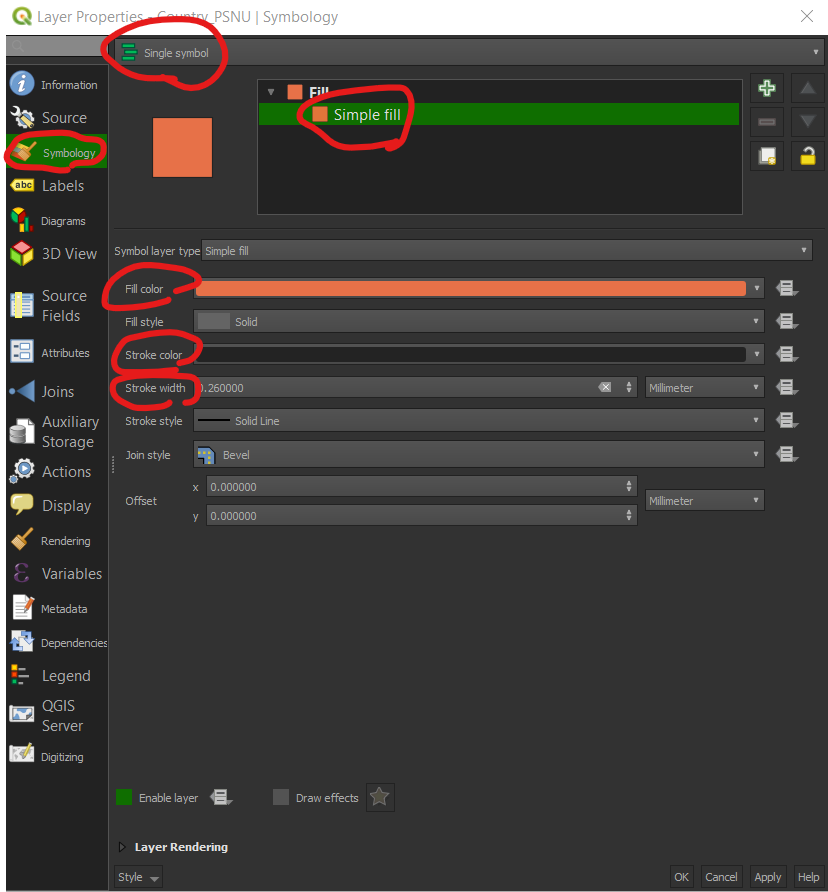 Layer Properties - Country_PSNU | Symbology
Single symbol
Information
Source
Symbology
abc Labels
Diagrams
3D View
Source Fields
Attributes
Joins
Auxiliary Storage
Actions
Display
Rendering
Variables
Metadata
Dependencies
Legend
QGIS Server
Digitizing
Fill
Simple fill
Symbol layer type Simple fill
Fill color
Fill style Solid
Stroke color
Stroke width 0.260000 Millimeter
Stroke style Solid Line
Join style Bevel
Offset x 0.000000 Millimeter
y 0.000000
Enable layer Draw effects
Layer Rendering
Style OK Cancel Apply Help